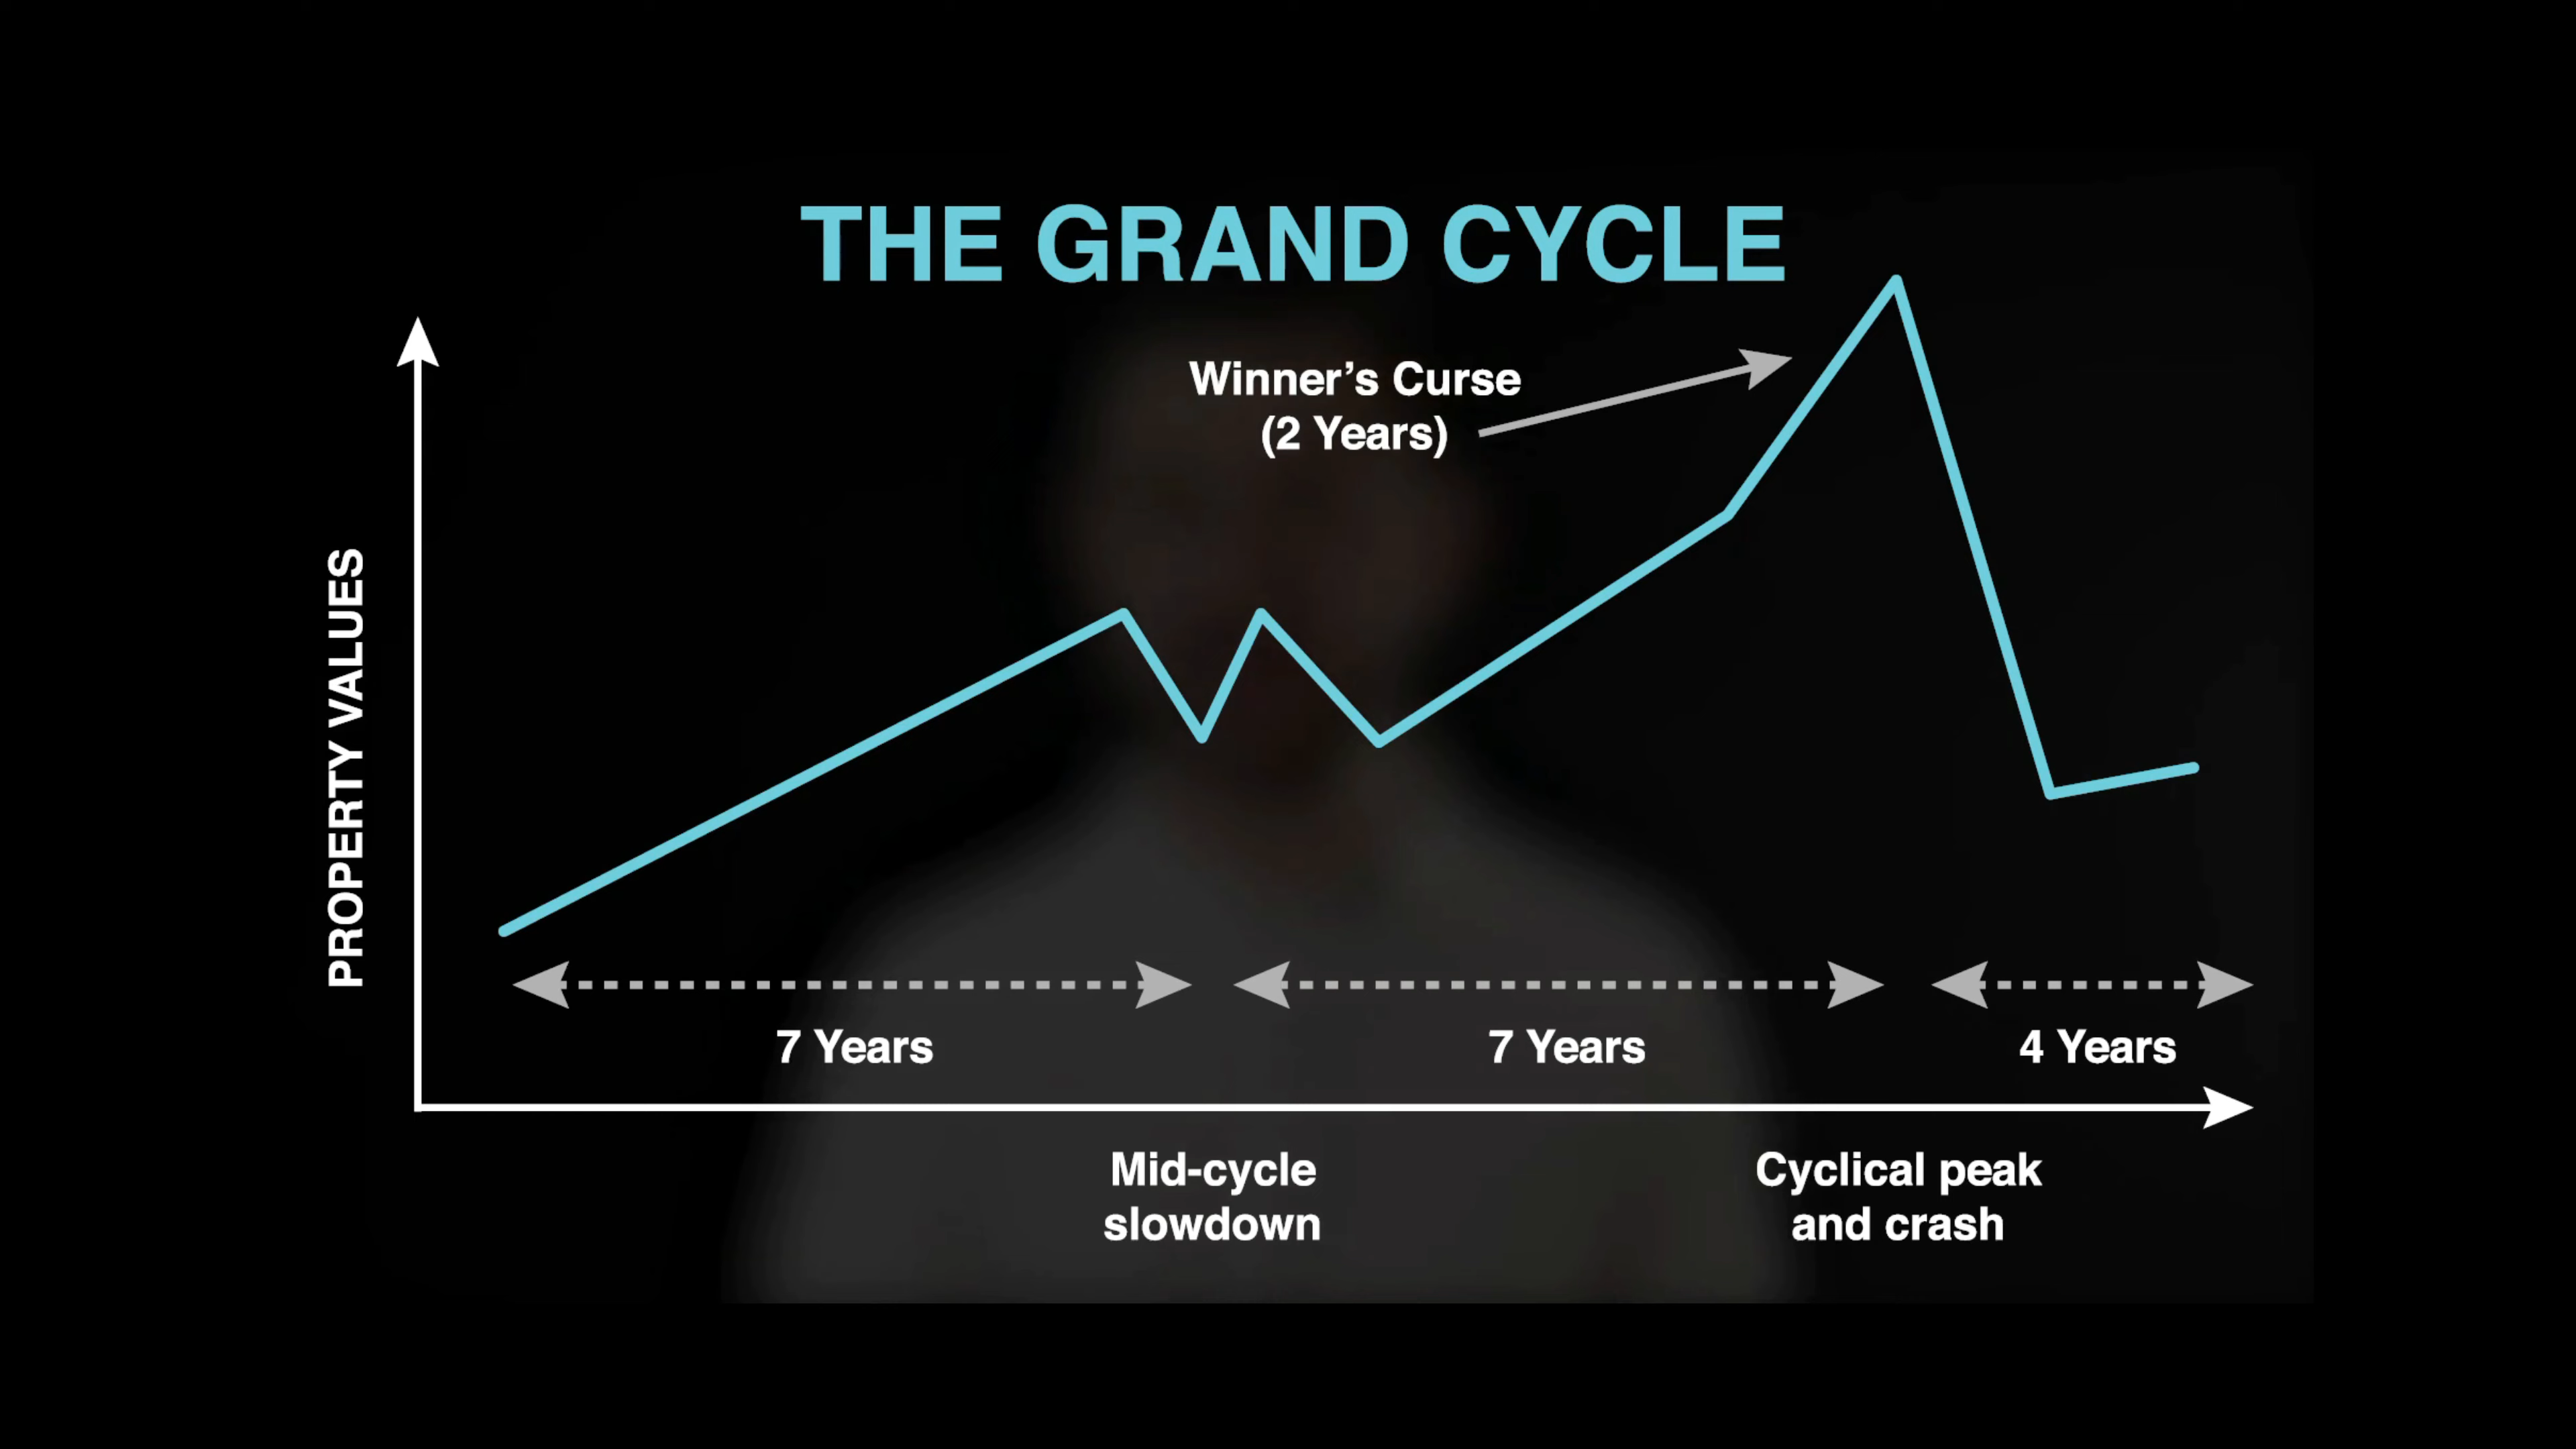 THE GRAND CYCLE
Winner’s Curse
(2 Years)
PROPERTY VALUES
7 Years
7 Years
4 Years
Mid-cycle
slowdown
Cyclical peak
and crash